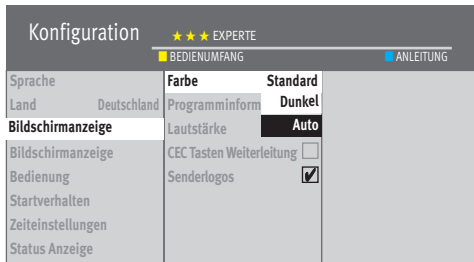 Konfiguration
★★★ EXPERTE
BEDIENUMFANG
ANLEITUNG
Sprache
Land Deutschland
Bildschirmanzeige
Bildschirmanzeige
Bedienung
Startverhalten
Zeiteinstellungen
Status Anzeige
Farbe Standard
Dunkel
Programminform
Auto
Lautstärke
CEC Tasten Weiterleitung
Senderlogos